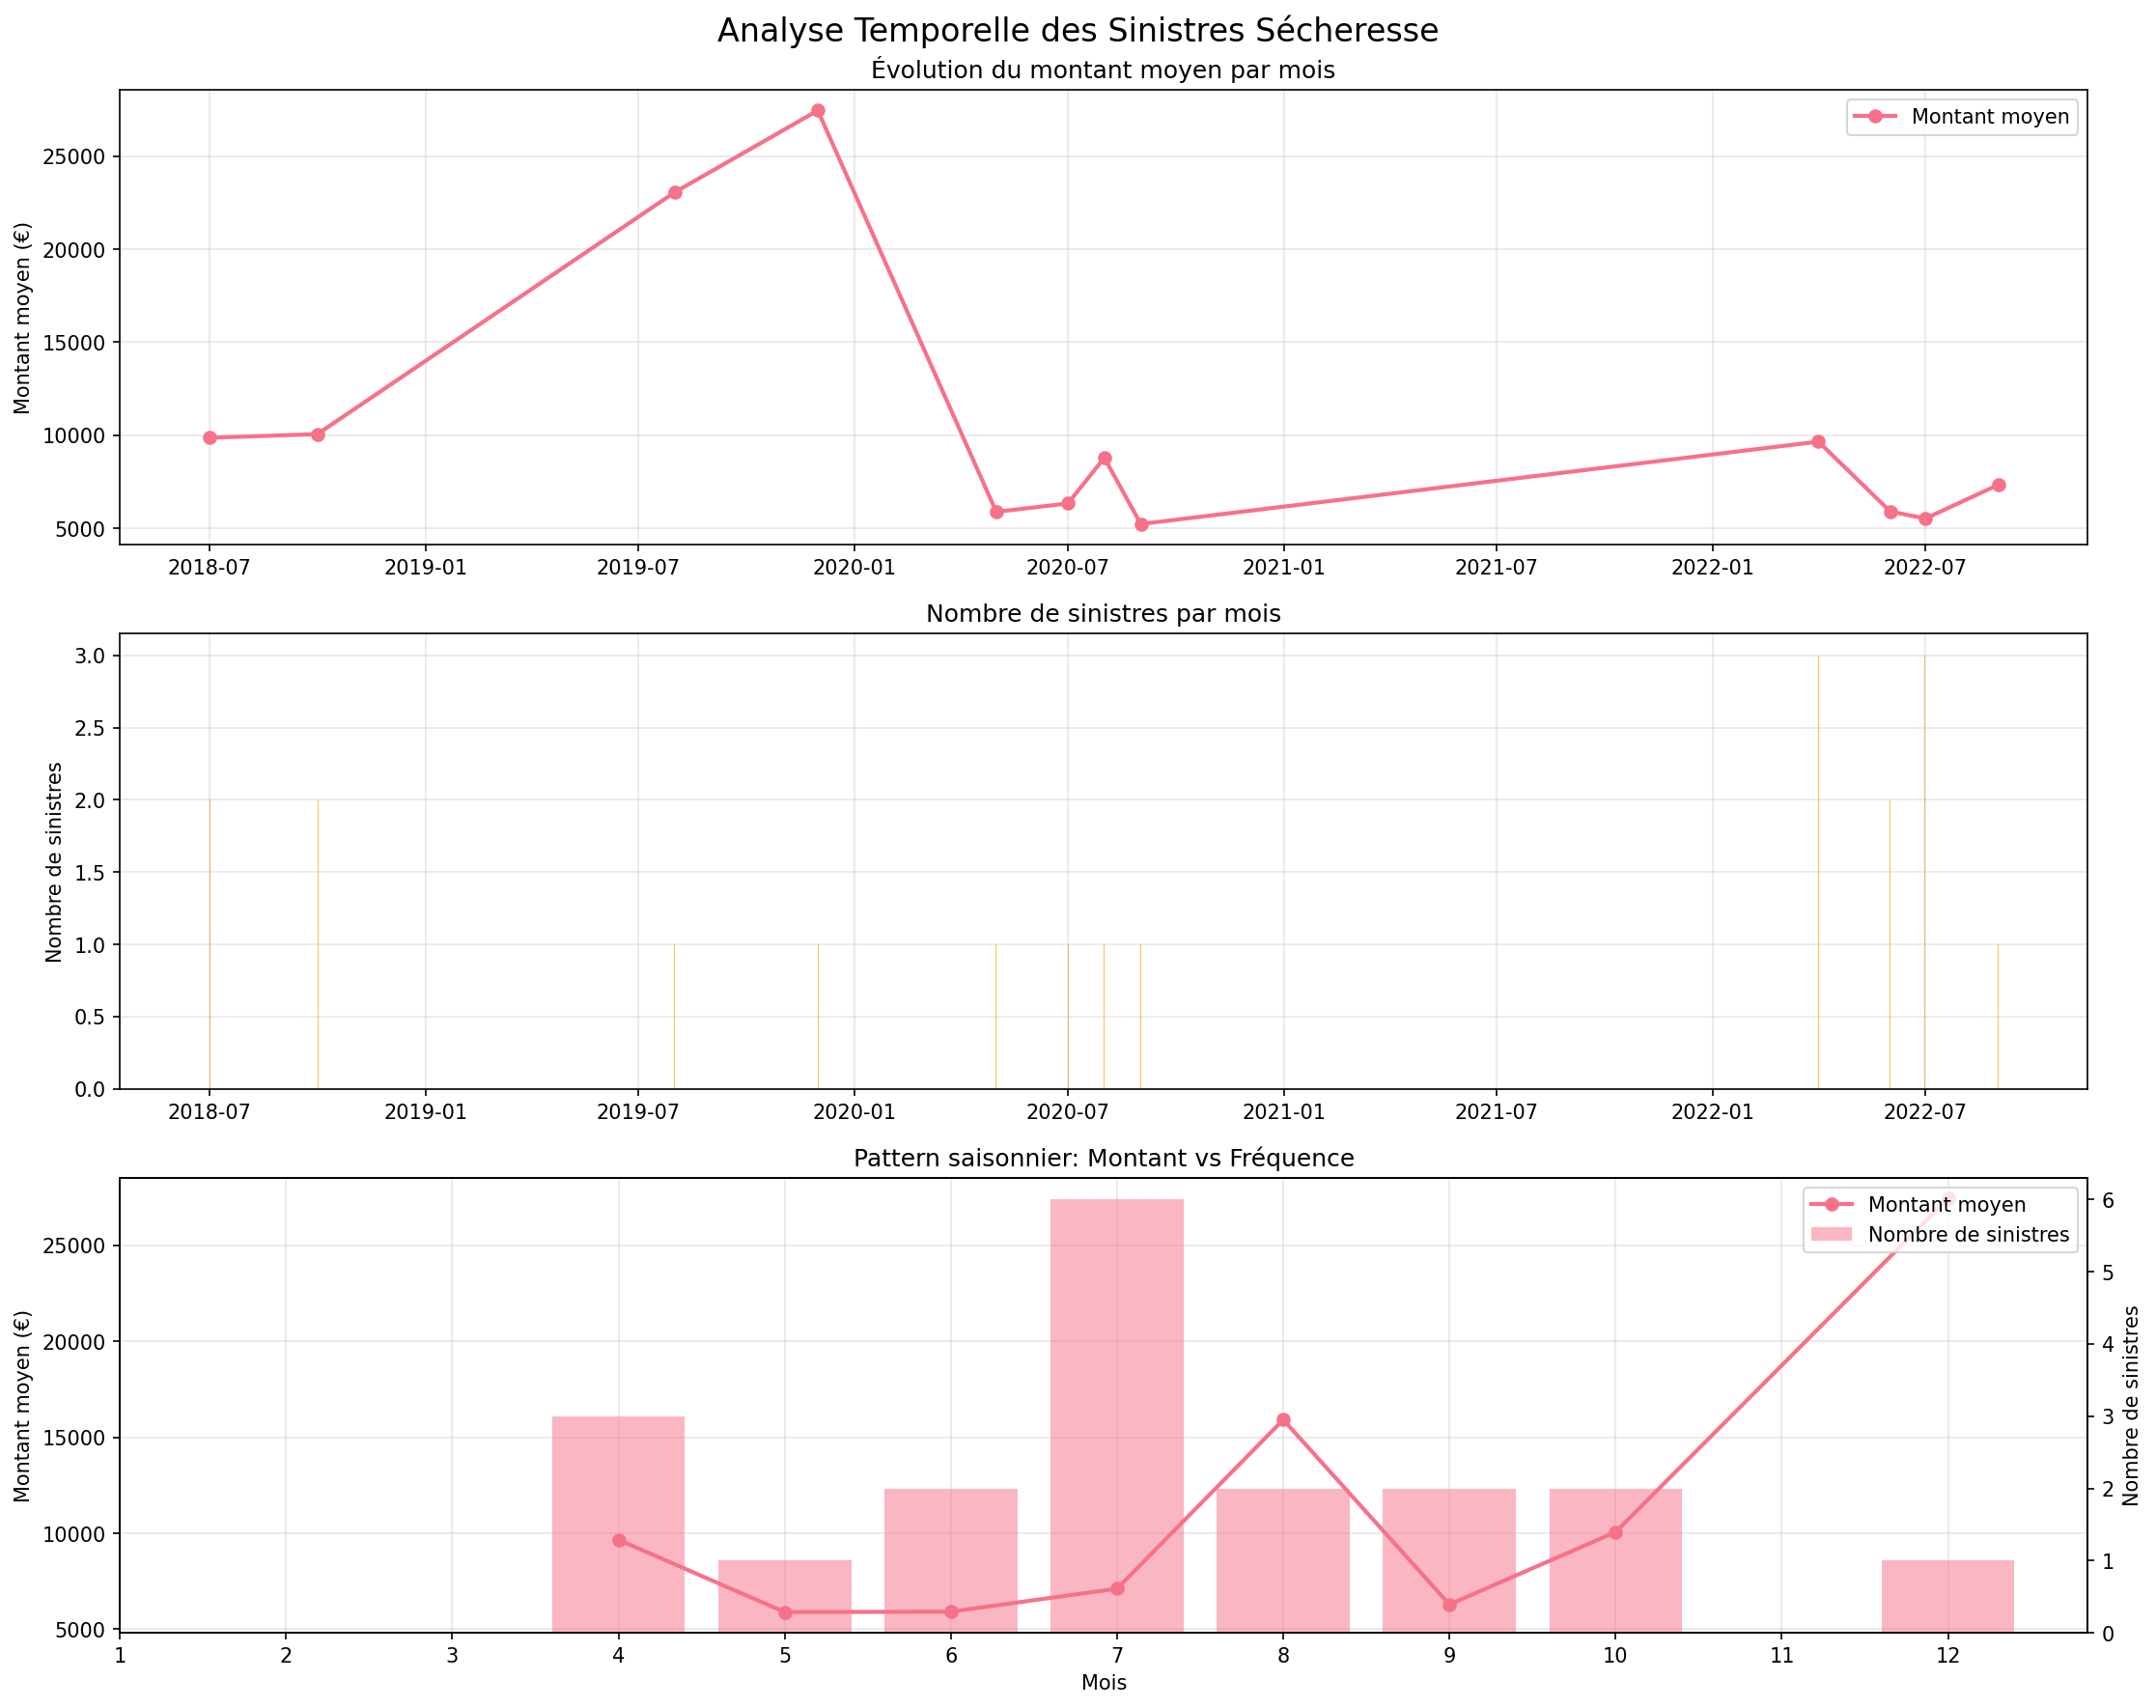 Analyse Temporelle des Sinistres Sécheresse
Évolution du montant moyen par mois
Montant moyen
Montant moyen (€)
25000
20000
15000
10000
5000
2018-07 2019-01 2019-07 2020-01 2020-07 2021-01 2021-07 2022-01 2022-07
Nombre de sinistres par mois
Nombre de sinistres
3.0
2.5
2.0
1.5
1.0
0.5
0.0
2018-07 2019-01 2019-07 2020-01 2020-07 2021-01 2021-07 2022-01 2022-07
Pattern saisonnier: Montant vs Fréquence
Montant moyen
Nombre de sinistres
Montant moyen (€)
25000
20000
15000
10000
5000
6
5
4
3
2
1
0
Nombre de sinistres
1 2 3 4 5 6 7 8 9 10 11 12
Mois